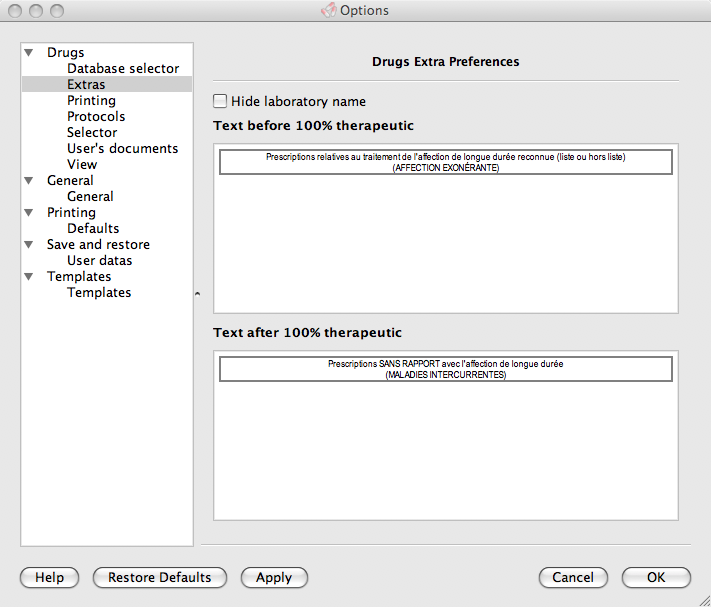 Options
Drugs
Database selector
Extras
Printing
Protocols
Selector
User's documents
View
General
General
Printing
Defaults
Save and restore
User datas
Templates
Templates
Drugs Extra Preferences
Hide laboratory name
Text before 100% therapeutic
Prescriptions relatives au traitement de l'affection de longue durée reconnue (liste ou hors liste)
(AFFECTION EXONÉRANTE)
Text after 100% therapeutic
Prescriptions SANS RAPPORT avec l'affection de longue durée
(MALADIES INTERCURRENTES)
Help
Restore Defaults
Apply
Cancel
OK